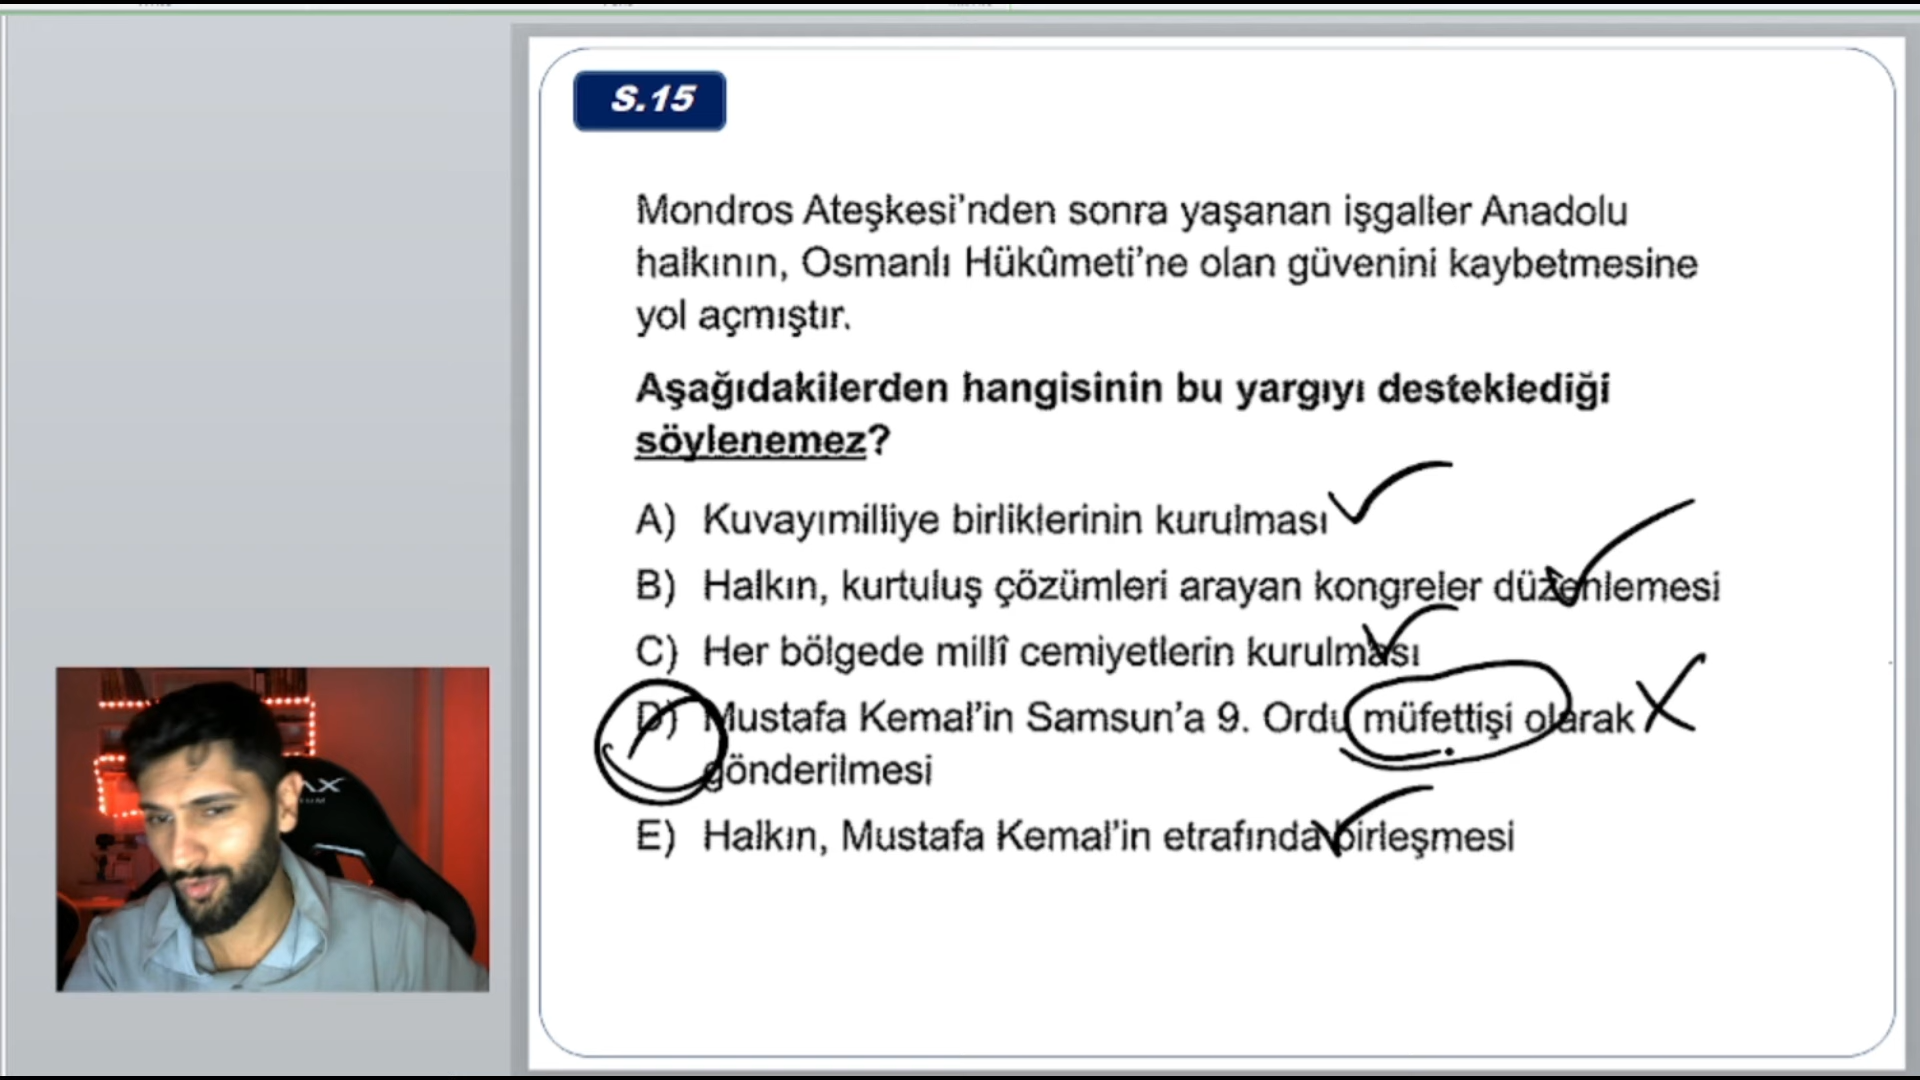 S.15
Mondros Ateşkesi’nden sonra yaşanan işgaller Anadolu
halkının, Osmanlı Hükûmeti’ne olan güvenini kaybetmesine
yol açmıştır.
Aşağıdakilerden hangisinin bu yargıyı desteklediği
söylenemez?
A) Kuvayımilliye birliklerinin kurulması
B) Halkın, kurtuluş çözümleri arayan kongreler düzenlemesi
C) Her bölgede millî cemiyetlerin kurulması
D) Mustafa Kemal’in Samsun’a 9. Ordu müfettişi olarak
gönderilmesi
E) Halkın, Mustafa Kemal’in etrafında birleşmesi